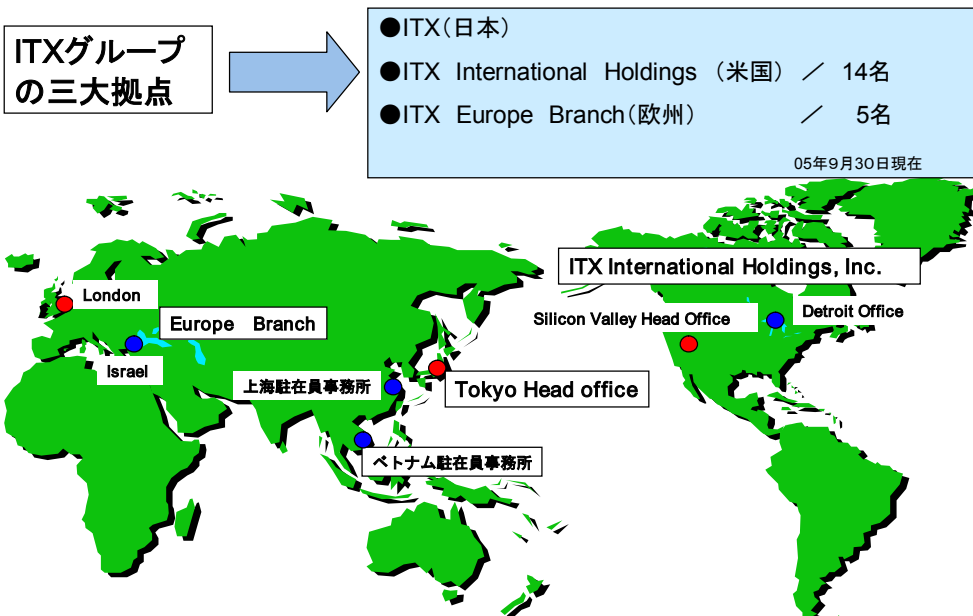 ITXグループ
の三大拠点
●ITX(日本)
●ITX International Holdings (米国) / 14名
●ITX Europe Branch(欧州) / 5名
05年9月30日現在
ITX International Holdings, Inc.
London
Silicon Valley Head Office
Detroit Office
Europe Branch
Israel
上海駐在員事務所
Tokyo Head office
ベトナム駐在員事務所